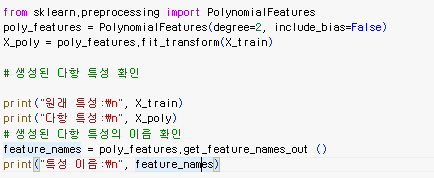 from sklearn.preprocessing import PolynomialFeatures
poly_features = PolynomialFeatures(degree=2, include_bias=False)
X_poly = poly_features.fit_transform(X_train)
# 생성된 다항 특성 확인
print("원래 특성:₩n", X_train)
print("다항 특성:₩n", X_poly)
# 생성된 다항 특성의 이름 확인
feature_names = poly_features.get_feature_names_out ()
print("특성 이름:₩n", feature_names)